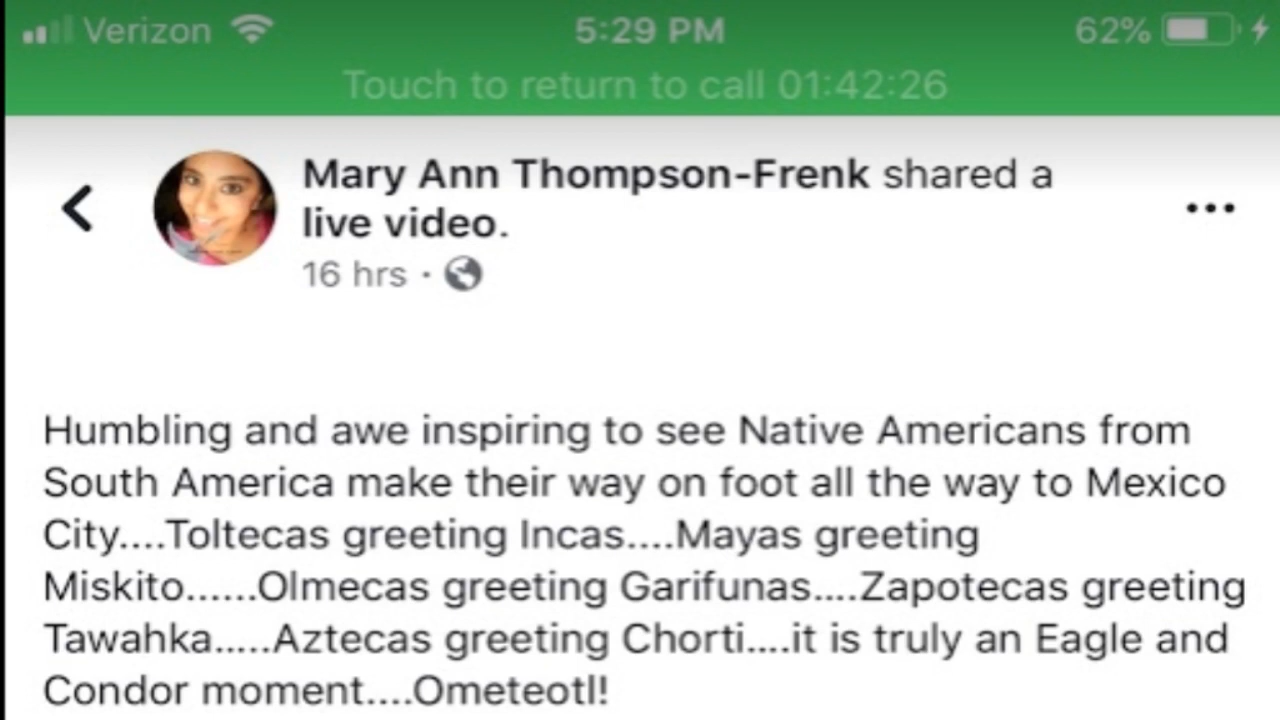 Verizon 5:29 PM 62%
Touch to return to call 01:42:26
Mary Ann Thompson-Frenk shared a
live video.
16 hrs ·
Humbling and awe inspiring to see Native Americans from
South America make their way on foot all the way to Mexico
City....Toltecas greeting Incas....Mayas greeting
Miskito......Olmecas greeting Garifunas....Zapotecas greeting
Tawahka.....Aztecas greeting Chorti....it is truly an Eagle and
Condor moment....Ometeotl!